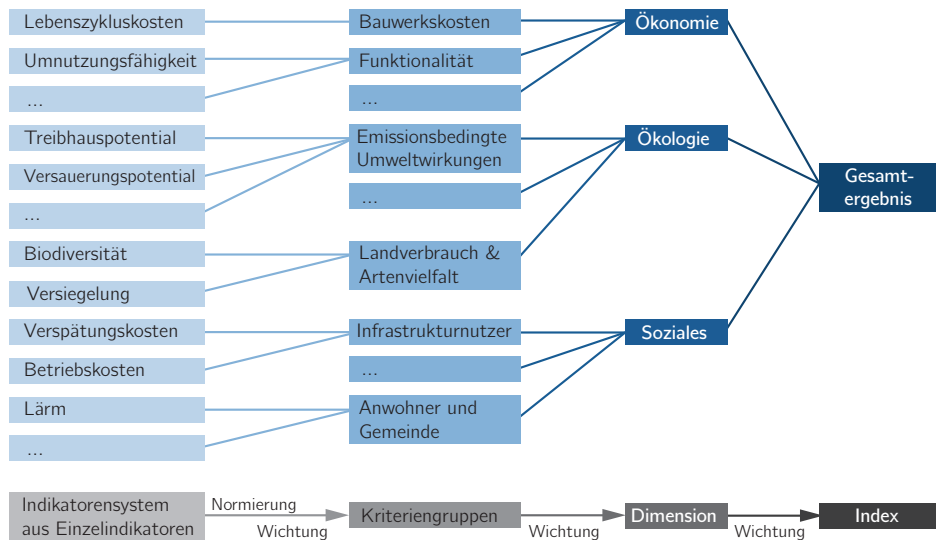 Lebenszykluskosten
Umnutzungsfähigkeit
...
Treibhauspotential
Versauerungspotential
...
Biodiversität
Versiegelung
Verspätungskosten
Betriebskosten
Lärm
...
Bauwerkskosten
Funktionalität
...
Emissionsbedingte
Umweltwirkungen
...
Landverbrauch &
Artenvielfalt
Infrastrukturnutzer
...
Anwohner und
Gemeinde
Ökonomie
Ökologie
Soziales
Gesamt-
ergebnis
Indikatorensystem
aus Einzelindikatoren
Normierung
Wichtung
Kriteriengruppen
Wichtung
Dimension
Wichtung
Index